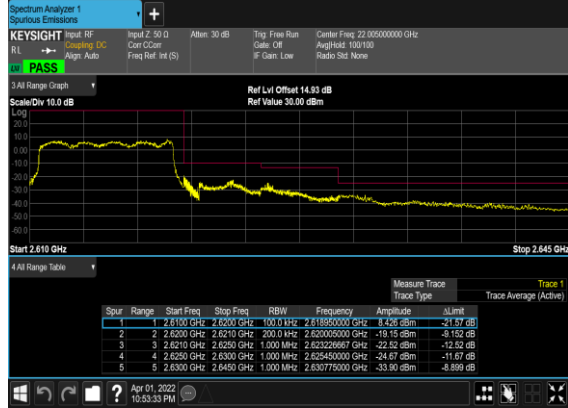 Spectrum Analyzer 1
Spurious Emissions
KEYSIGHT Input: RF Input Z: 50 Ω Atten: 30 dB Trig: Free Run Center Freq: 22.005000000 GHz
RL Coupling: DC Corr CCorr Gate: Off Avg|Hold: 100/100
Align: Auto Freq Ref: Int (S) IF Gain: Low Radio Std: None
PASS
3 All Range Graph
Ref Lvl Offset 14.93 dB
Scale/Div 10.0 dB Ref Value 30.00 dBm
Log
20.0
10.0
0.00
-10.0
-20.0
-30.0
-40.0
-50.0
-60.0
Start 2.610 GHz Stop 2.645 GHz
4 All Range Table
Measure Trace Trace 1
Trace Type Trace Average (Active)
Spur Range Start Freq Stop Freq RBW Frequency Amplitude ΔLimit
1 1 2.6100 GHz 2.6200 GHz 100.0 kHz 2.618950000 GHz 8.426 dBm -21.57 dB
2 2 2.6200 GHz 2.6210 GHz 200.0 kHz 2.620005000 GHz -19.15 dBm -9.152 dB
3 3 2.6210 GHz 2.6250 GHz 1.000 MHz 2.623226667 GHz -22.52 dBm -12.52 dB
4 4 2.6250 GHz 2.6300 GHz 1.000 MHz 2.625450000 GHz -24.67 dBm -11.67 dB
5 5 2.6300 GHz 2.6450 GHz 1.000 MHz 2.630775000 GHz -33.90 dBm -8.899 dB
Apr 01, 2022
10:53:33 PM